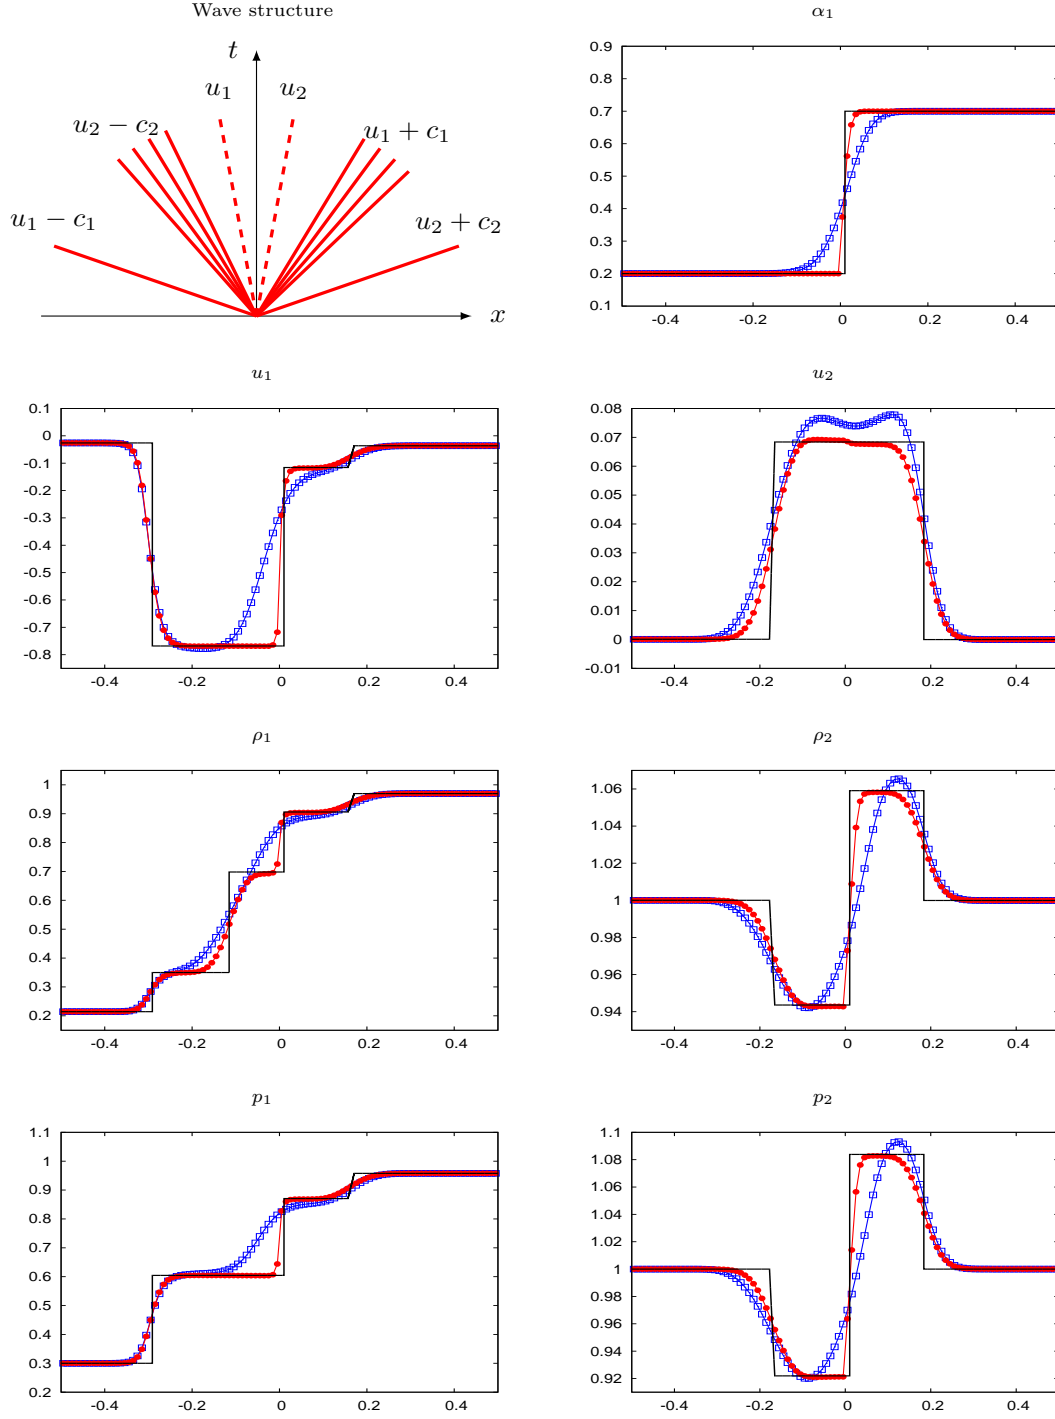 Wave structure
t
u₁
u₂
u₂ − c₂
u₁ + c₁
u₁ − c₁
u₂ + c₂
x
α₁
0.9
0.8
0.7
0.6
0.5
0.4
0.3
0.2
0.1
-0.4 -0.2 0 0.2 0.4
u₁
0.1
0
-0.1
-0.2
-0.3
-0.4
-0.5
-0.6
-0.7
-0.8
-0.4 -0.2 0 0.2 0.4
u₂
0.08
0.07
0.06
0.05
0.04
0.03
0.02
0.01
0
-0.01
-0.4 -0.2 0 0.2 0.4
ρ₁
1
0.9
0.8
0.7
0.6
0.5
0.4
0.3
0.2
-0.4 -0.2 0 0.2 0.4
ρ₂
1.06
1.04
1.02
1
0.98
0.96
0.94
-0.4 -0.2 0 0.2 0.4
p₁
1.1
1
0.9
0.8
0.7
0.6
0.5
0.4
0.3
0.2
-0.4 -0.2 0 0.2 0.4
p₂
1.1
1.08
1.06
1.04
1.02
1
0.98
0.96
0.94
0.92
-0.4 -0.2 0 0.2 0.4